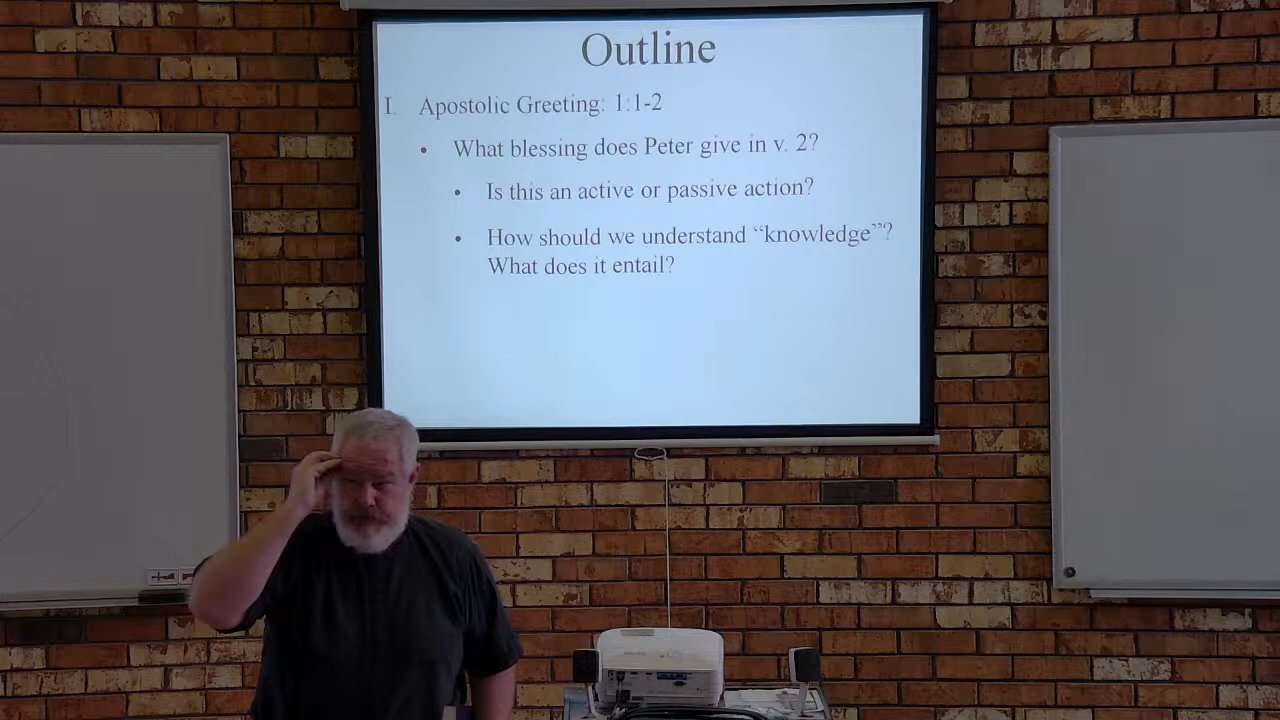 Outline
I. Apostolic Greeting: 1:1-2
• What blessing does Peter give in v. 2?
• Is this an active or passive action?
• How should we understand “knowledge”?
What does it entail?